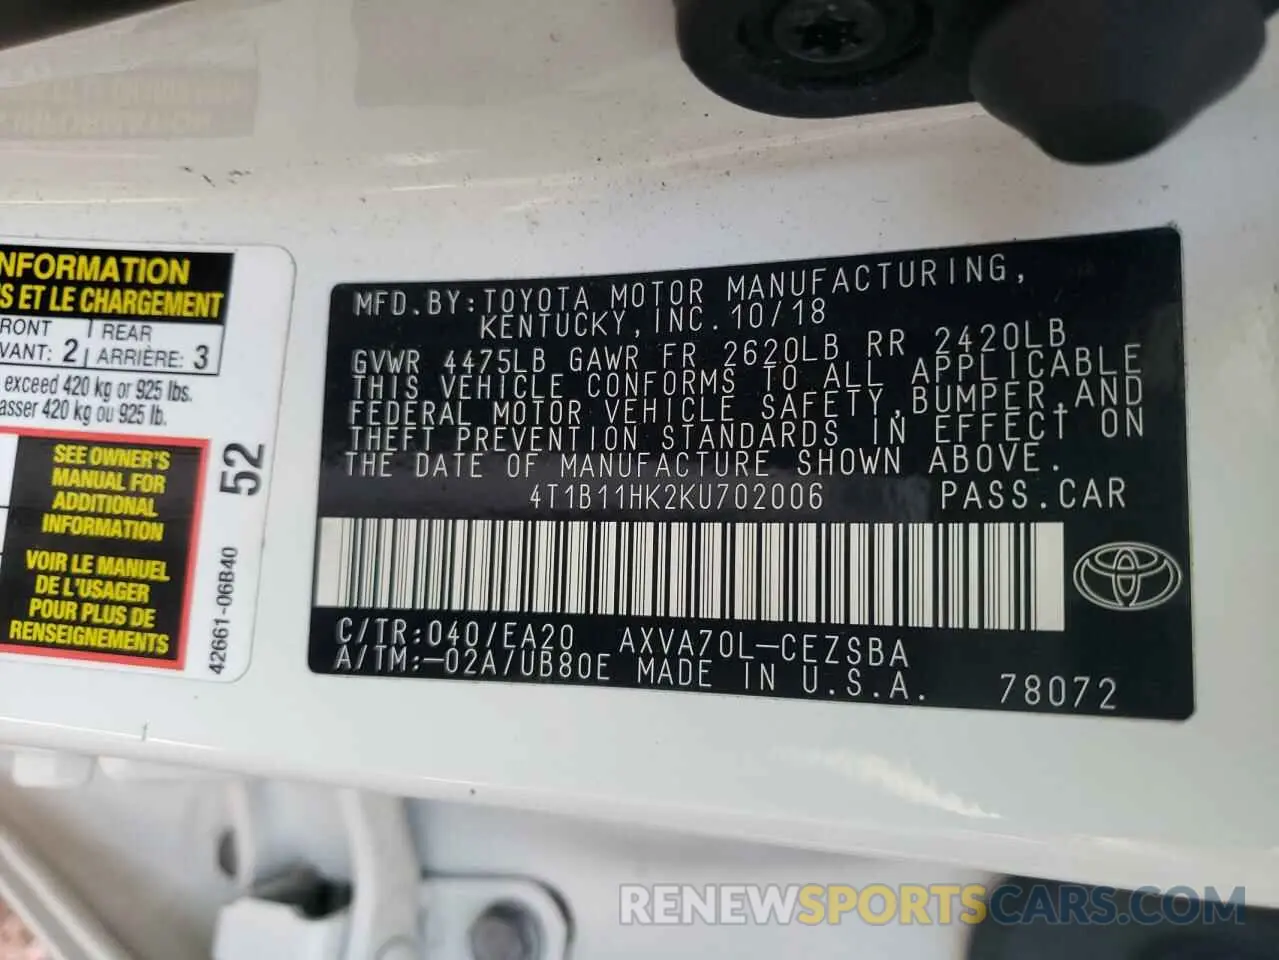 NFORMATION
S ET LE CHARGEMENT
RONT REAR
VANT: 2 ARRIÈRE: 3
exceed 420 kg or 925 lbs.
asser 420 kg ou 925 lb.
SEE OWNER'S
MANUAL FOR
ADDITIONAL
INFORMATION
VOIR LE MANUEL
DE L'USAGER
POUR PLUS DE
RENSEIGNEMENTS
52
42661-06B40
MFD.BY:TOYOTA MOTOR MANUFACTURING,
KENTUCKY,INC.10/18
GVWR 4475LB GAWR FR 2620LB RR 2420LB
THIS VEHICLE CONFORMS TO ALL APPLICABLE
FEDERAL MOTOR VEHICLE SAFETY,BUMPER,AND
THEFT PREVENTION STANDARDS IN EFFECT ON
THE DATE OF MANUFACTURE SHOWN ABOVE.
4T1B11HK2KU702006 PASS.CAR
C/TR:040/EA20 AXVA70L-CEZSBA
A/TM:-02A/UB80E MADE IN U.S.A. 78072
RENEWSPORTSCARS.COM